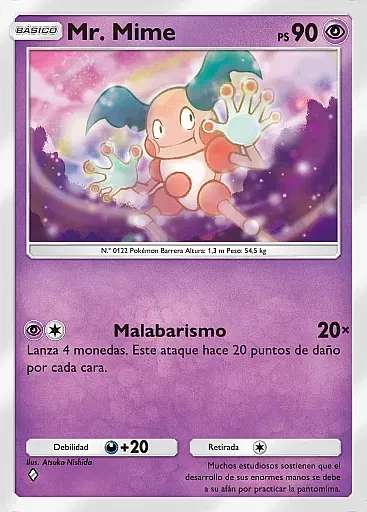 BÁSICO Mr. Mime PS 90
N.º 0122 Pokémon Barrera Altura: 1,3 m Peso: 54,5 kg
Malabarismo 20×
Lanza 4 monedas. Este ataque hace 20 puntos de daño
por cada cara.
Debilidad +20 Retirada
Ilus. Atsuko Nishida
Muchos estudiosos sostienen que el
desarrollo de sus enormes manos se debe
a su afán por practicar la pantomima.